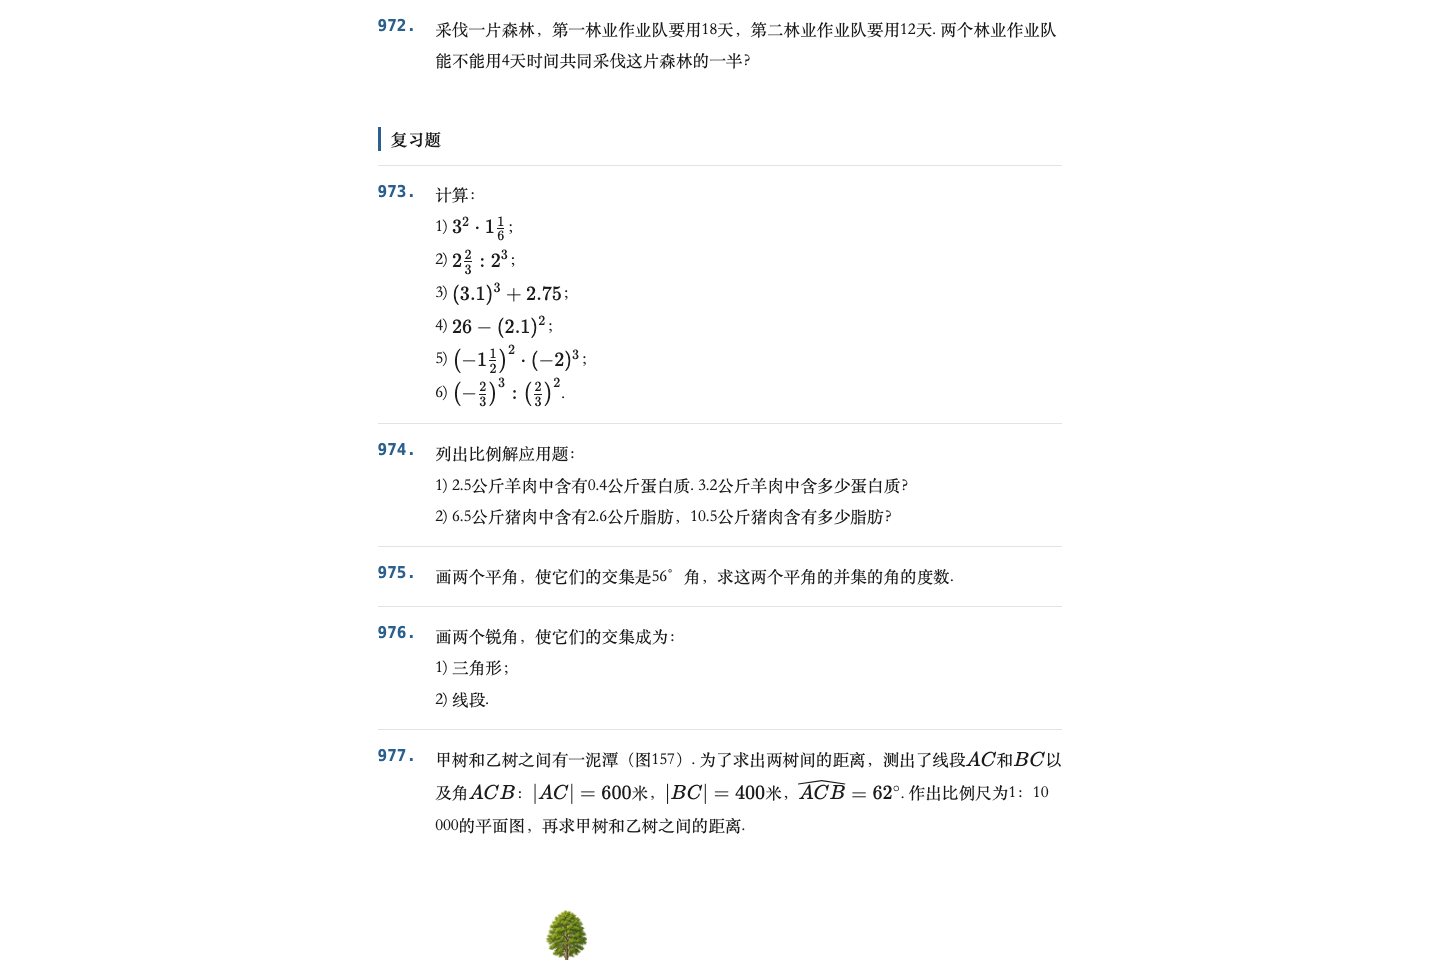 972. 采伐一片森林，第一林业作业队要用18天，第二林业作业队要用12天. 两个林业作业队
能不能用4天时间共同采伐这片森林的一半?
复习题
973. 计算：
1) 3² · 1 1/6；
2) 2 2/3 : 2³；
3) (3.1)³ + 2.75；
4) 26 − (2.1)²；
5) (−1 1/2)² · (−2)³；
6) (−2/3)³ : (2/3)².
974. 列出比例解应用题：
1) 2.5公斤羊肉中含有0.4公斤蛋白质. 3.2公斤羊肉中含多少蛋白质?
2) 6.5公斤猪肉中含有2.6公斤脂肪，10.5公斤猪肉含有多少脂肪?
975. 画两个平角，使它们的交集是56°角，求这两个平角的并集的角的度数.
976. 画两个锐角，使它们的交集成为：
1) 三角形；
2) 线段.
977. 甲树和乙树之间有一泥潭（图157）. 为了求出两树间的距离，测出了线段AC和BC以
及角ACB：|AC| = 600米，|BC| = 400米，\widehat{ACB} = 62°. 作出比例尺为1：10
000的平面图，再求甲树和乙树之间的距离.